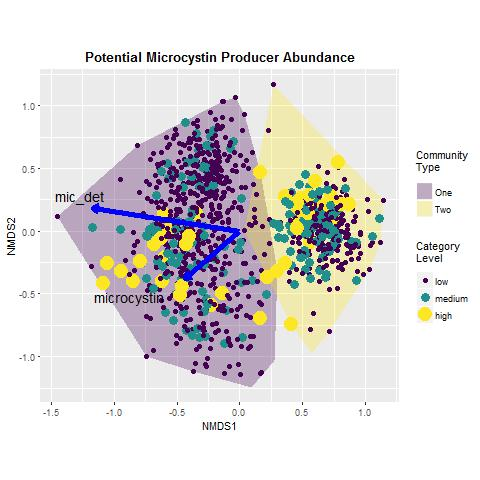 Potential Microcystin Producer Abundance
1.0
0.5
0.0
-0.5
-1.0
NMDS2
mic_det
microcystin
-1.5 -1.0 -0.5 0.0 0.5 1.0
NMDS1
Community
Type
One
Two
Category
Level
low
medium
high